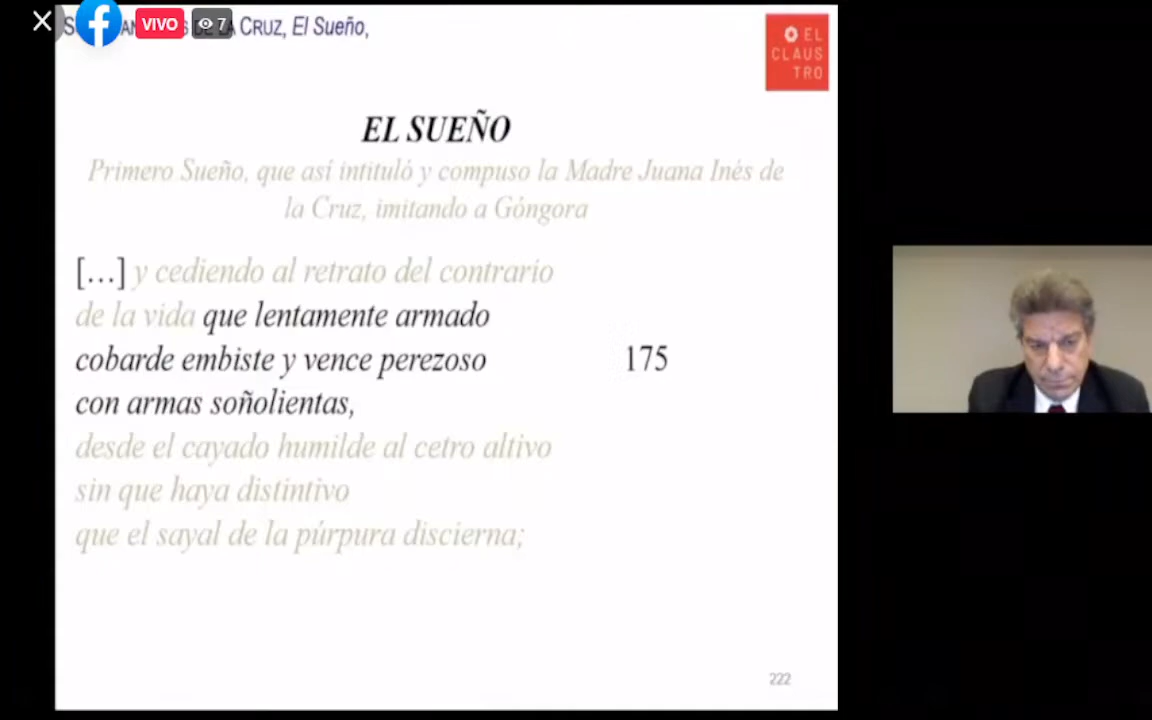 VIVO
7
CRUZ, El Sueño,
EL
CLAUS
TRO
EL SUEÑO
Primero Sueño, que así intituló y compuso la Madre Juana Inés de
la Cruz, imitando a Góngora
[…] y cediendo al retrato del contrario
de la vida que lentamente armado
cobarde embiste y vence perezoso 175
con armas soñolientas,
desde el cayado humilde al cetro altivo
sin que haya distintivo
que el sayal de la púrpura discierna;
222